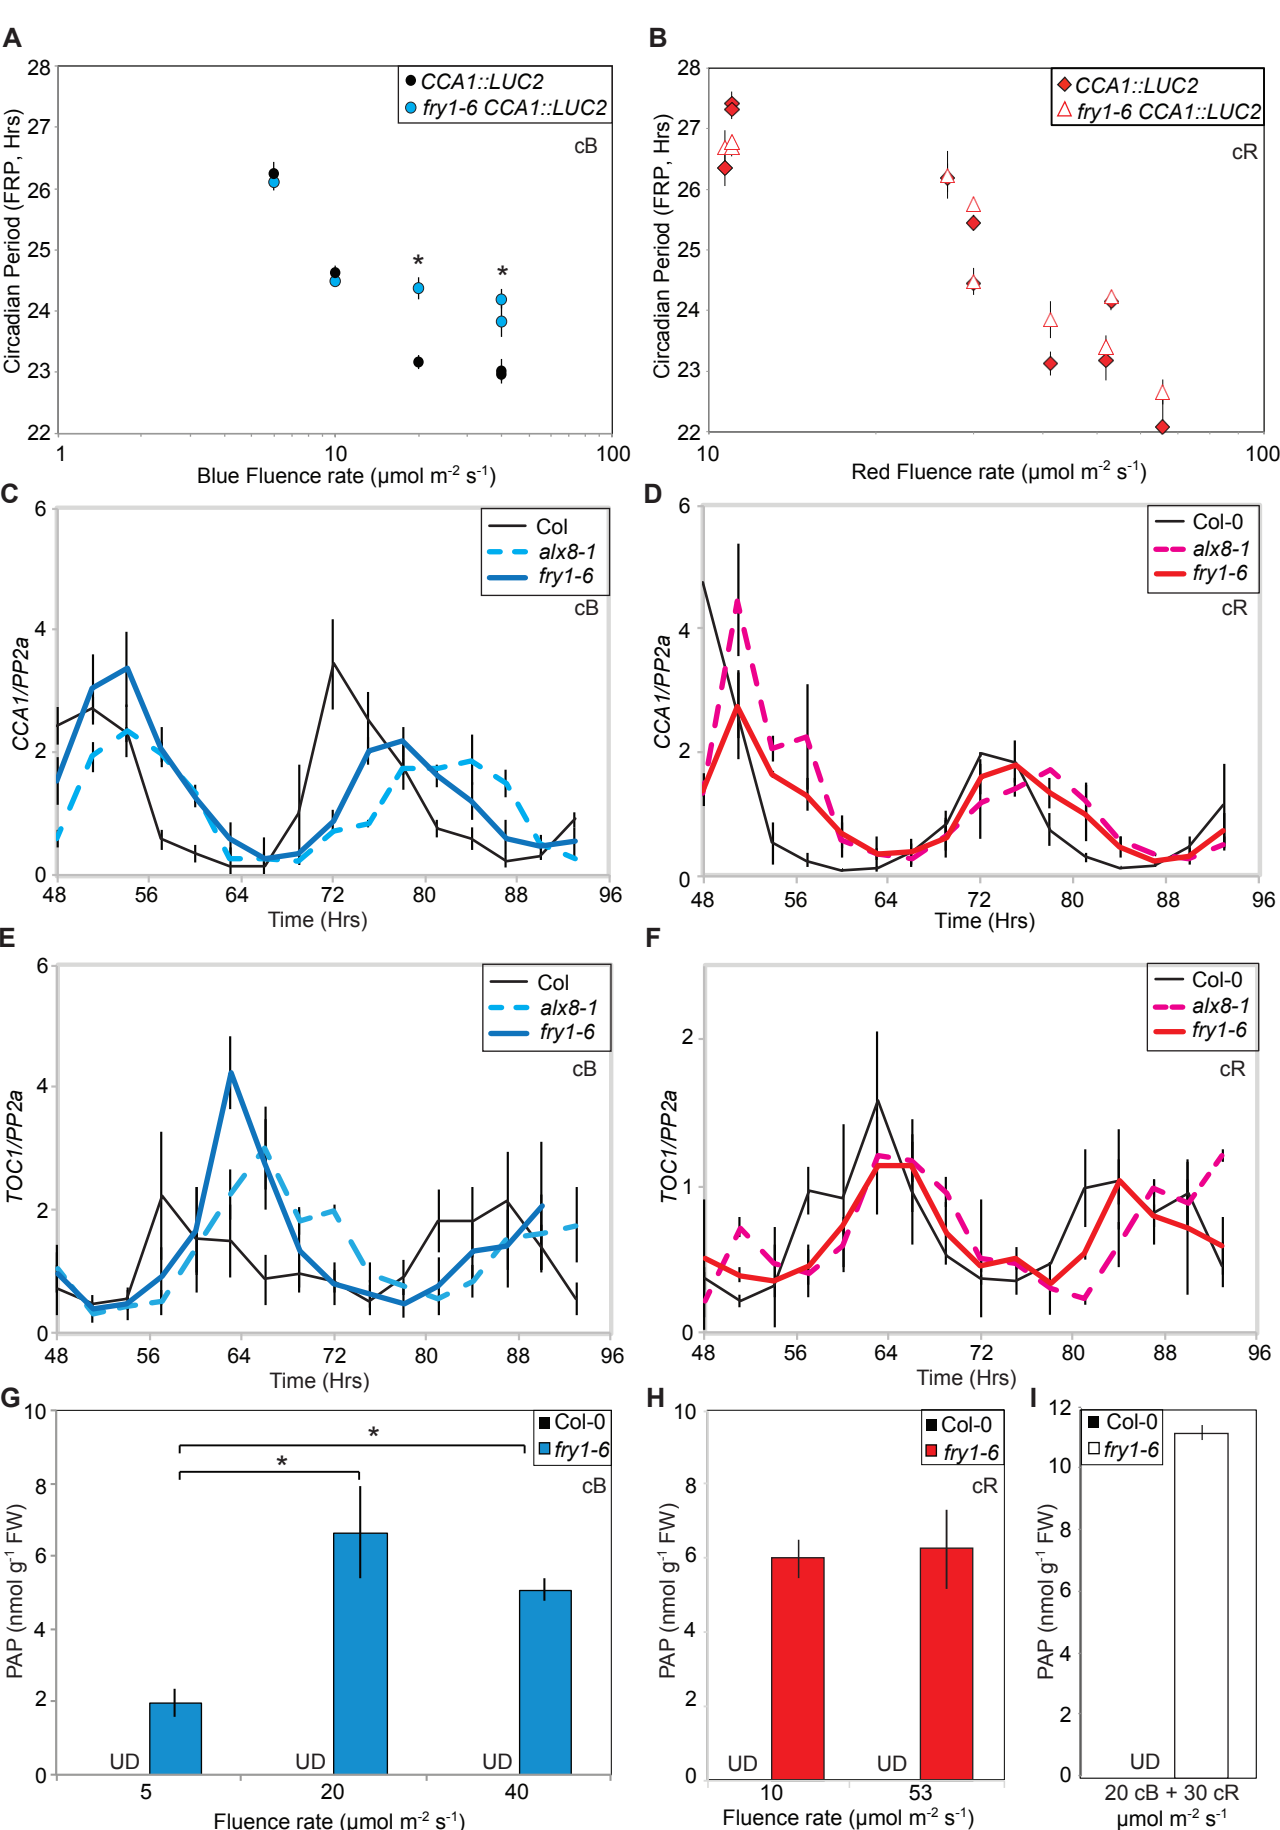 A
28
27
26
25
24
23
22
1
10
100
Circadian Period (FRP, Hrs)
Blue Fluence rate (µmol m-2 s-1)
CCA1::LUC2
fry1-6 CCA1::LUC2
cB
*
*
B
28
27
26
25
24
23
22
10
100
Circadian Period (FRP, Hrs)
Red Fluence rate (µmol m-2 s-1)
CCA1::LUC2
fry1-6 CCA1::LUC2
cR
C
6
4
2
0
48 56 64 72 80 88 96
CCA1/PP2a
Time (Hrs)
Col
alx8-1
fry1-6
cB
D
6
4
2
0
48 56 64 72 80 88 96
CCA1/PP2a
Time (Hrs)
Col-0
alx8-1
fry1-6
cR
E
6
4
2
0
48 56 64 72 80 88 96
TOC1/PP2a
Time (Hrs)
Col
alx8-1
fry1-6
cB
F
2
1
0
48 56 64 72 80 88 96
TOC1/PP2a
Time (Hrs)
Col-0
alx8-1
fry1-6
cR
G
10
8
6
4
2
0
PAP (nmol g-1 FW)
Col-0
fry1-6
cB
*
*
UD UD UD
5 20 40
Fluence rate (µmol m-2 s-1)
H
10
8
6
4
2
0
PAP (nmol g-1 FW)
Col-0
fry1-6
cR
UD UD
10 53
Fluence rate (µmol m-2 s-1)
I
12
10
8
6
4
2
0
PAP (nmol g-1 FW)
Col-0
fry1-6
UD
20 cB + 30 cR
µmol m-2 s-1